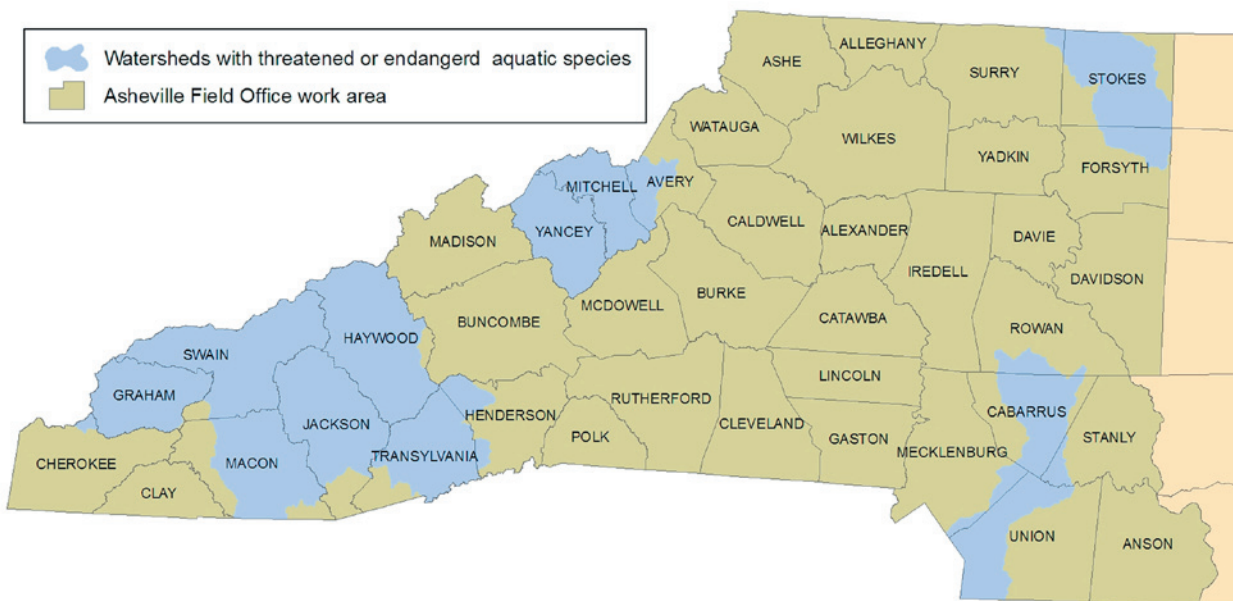 Watersheds with threatened or endangerd aquatic species
Asheville Field Office work area
ALLEGHANY
ASHE
SURRY
STOKES
WATAUGA
WILKES
YADKIN
FORSYTH
MITCHELL
AVERY
YANCEY
CALDWELL
ALEXANDER
DAVIE
MADISON
IREDELL
DAVIDSON
BURKE
MCDOWELL
BUNCOMBE
CATAWBA
ROWAN
HAYWOOD
SWAIN
LINCOLN
GRAHAM
RUTHERFORD
HENDERSON
CABARRUS
JACKSON
CLEVELAND
POLK
GASTON
STANLY
MECKLENBURG
TRANSYLVANIA
CHEROKEE
MACON
CLAY
UNION
ANSON